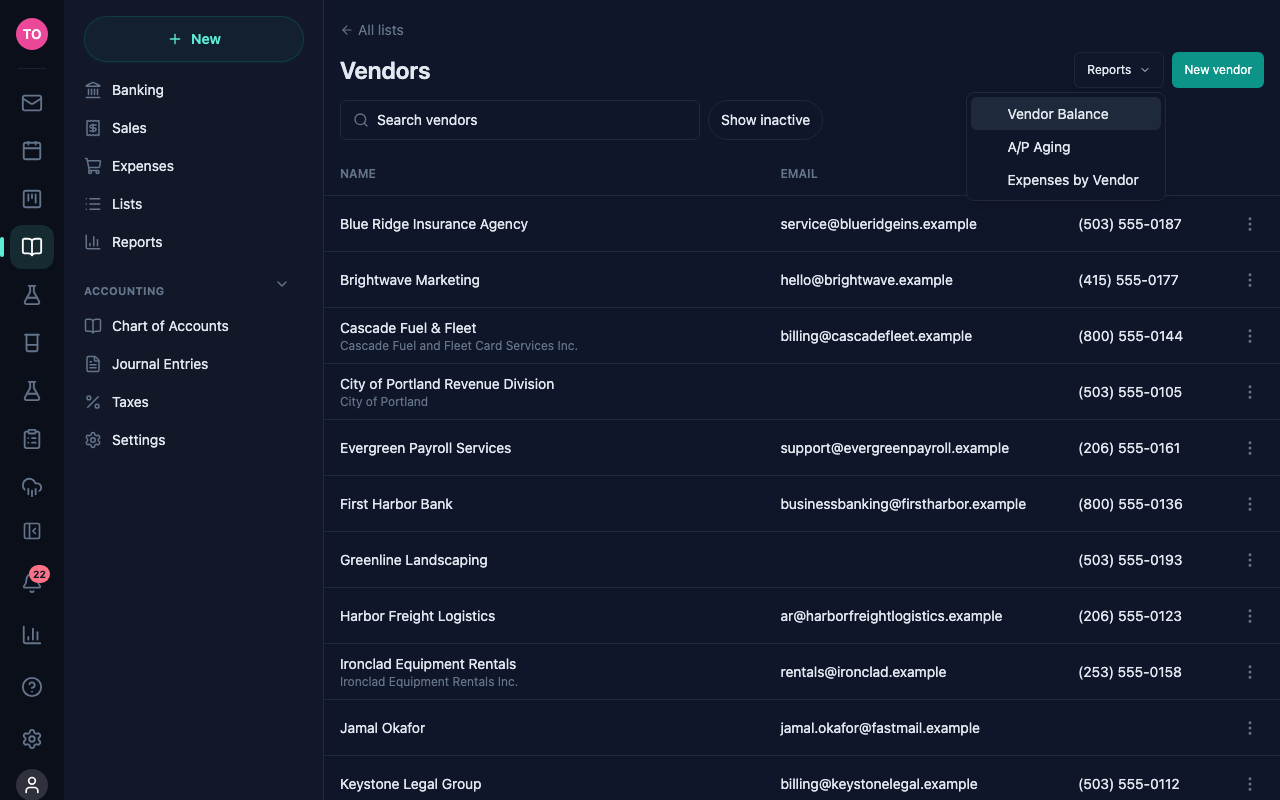 TO
22
+ New
Banking
Sales
Expenses
Lists
Reports
ACCOUNTING
Chart of Accounts
Journal Entries
Taxes
Settings
← All lists
Vendors
Reports
New vendor
Search vendors
Show inactive
Vendor Balance
A/P Aging
Expenses by Vendor
NAME EMAIL
Blue Ridge Insurance Agency service@blueridgeins.example (503) 555-0187
Brightwave Marketing hello@brightwave.example (415) 555-0177
Cascade Fuel & Fleet
Cascade Fuel and Fleet Card Services Inc.
billing@cascadefleet.example (800) 555-0144
City of Portland Revenue Division
City of Portland
(503) 555-0105
Evergreen Payroll Services support@evergreenpayroll.example (206) 555-0161
First Harbor Bank businessbanking@firstharbor.example (800) 555-0136
Greenline Landscaping (503) 555-0193
Harbor Freight Logistics ar@harborfreightlogistics.example (206) 555-0123
Ironclad Equipment Rentals
Ironclad Equipment Rentals Inc.
rentals@ironclad.example (253) 555-0158
Jamal Okafor jamal.okafor@fastmail.example
Keystone Legal Group billing@keystonelegal.example (503) 555-0112